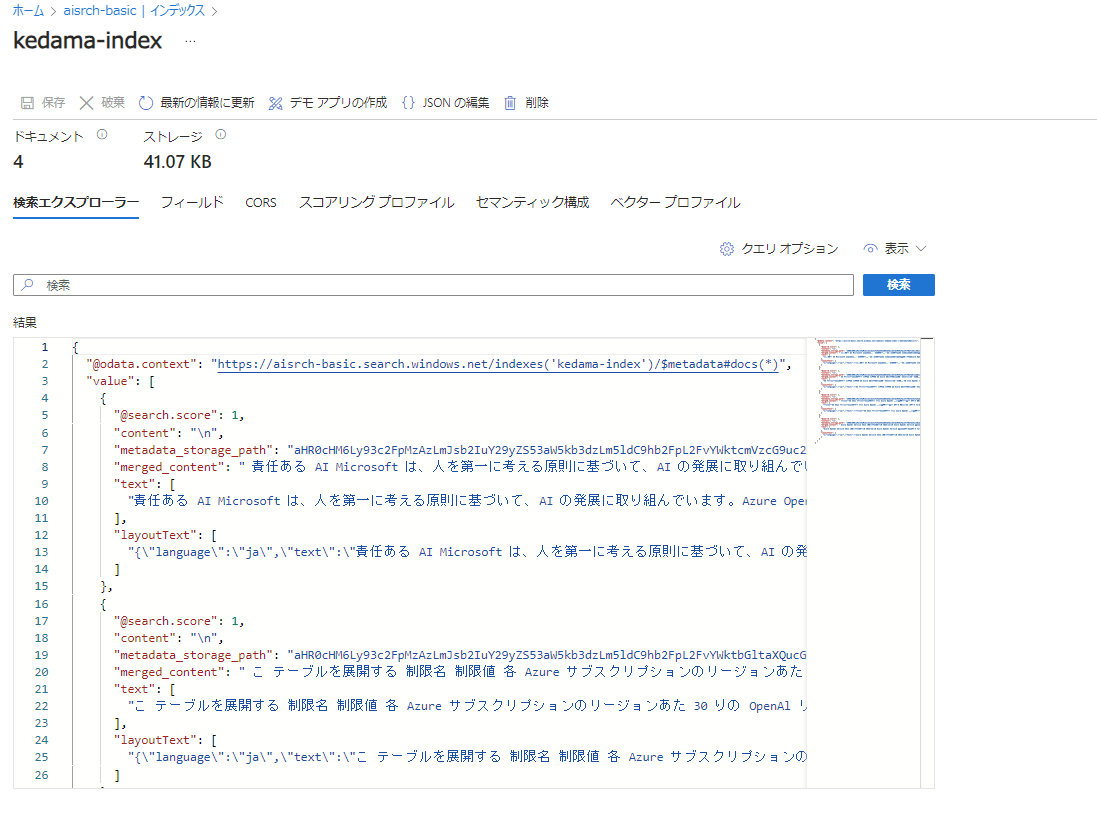 ホーム > aisrch-basic | インデックス >
kedama-index ...
保存 破棄 最新の情報に更新 デモ アプリの作成 {} JSON の編集 削除
ドキュメント ストレージ
4 41.07 KB
検索エクスプローラー フィールド CORS スコアリング プロファイル セマンティック構成 ベクター プロファイル
クエリ オプション 表示
検索 検索
結果
1 {
2 "@odata.context": "https://aisrch-basic.search.windows.net/indexes('kedama-index')/$metadata#docs(*)",
3 "value": [
4 {
5 "@search.score": 1,
6 "content": "\n",
7 "metadata_storage_path": "aHR0cHM6Ly93c2FpMzAzLmJsb2IuY29yZS53aW5kb3dzLm5ldC9hb2FpL2FvYWktcmVzcG9uc2
8 "merged_content": " 責任ある AI Microsoft は、人を第一に考える原則に基づいて、AI の発展に取り組んでい
9 "text": [
10 "責任ある AI Microsoft は、人を第一に考える原則に基づいて、AI の発展に取り組んでいます。Azure Open
11 ],
12 "layoutText": [
13 "{\"language\":\"ja\",\"text\":\"責任ある AI Microsoft は、人を第一に考える原則に基づいて、AI の発
14 ]
15 },
16 {
17 "@search.score": 1,
18 "content": "\n",
19 "metadata_storage_path": "aHR0cHM6Ly93c2FpMzAzLmJsb2IuY29yZS53aW5kb3dzLm5ldC9hb2FpL2FvYWktbGltaXQucG
20 "merged_content": " こ テーブルを展開する 制限名 制限値 各 Azure サブスクリプションのリージョンあた
21 "text": [
22 "こ テーブルを展開する 制限名 制限値 各 Azure サブスクリプションのリージョンあた 30 りの OpenAl リ
23 ],
24 "layoutText": [
25 "{\"language\":\"ja\",\"text\":\"こ テーブルを展開する 制限名 制限値 各 Azure サブスクリプションの
26 ]